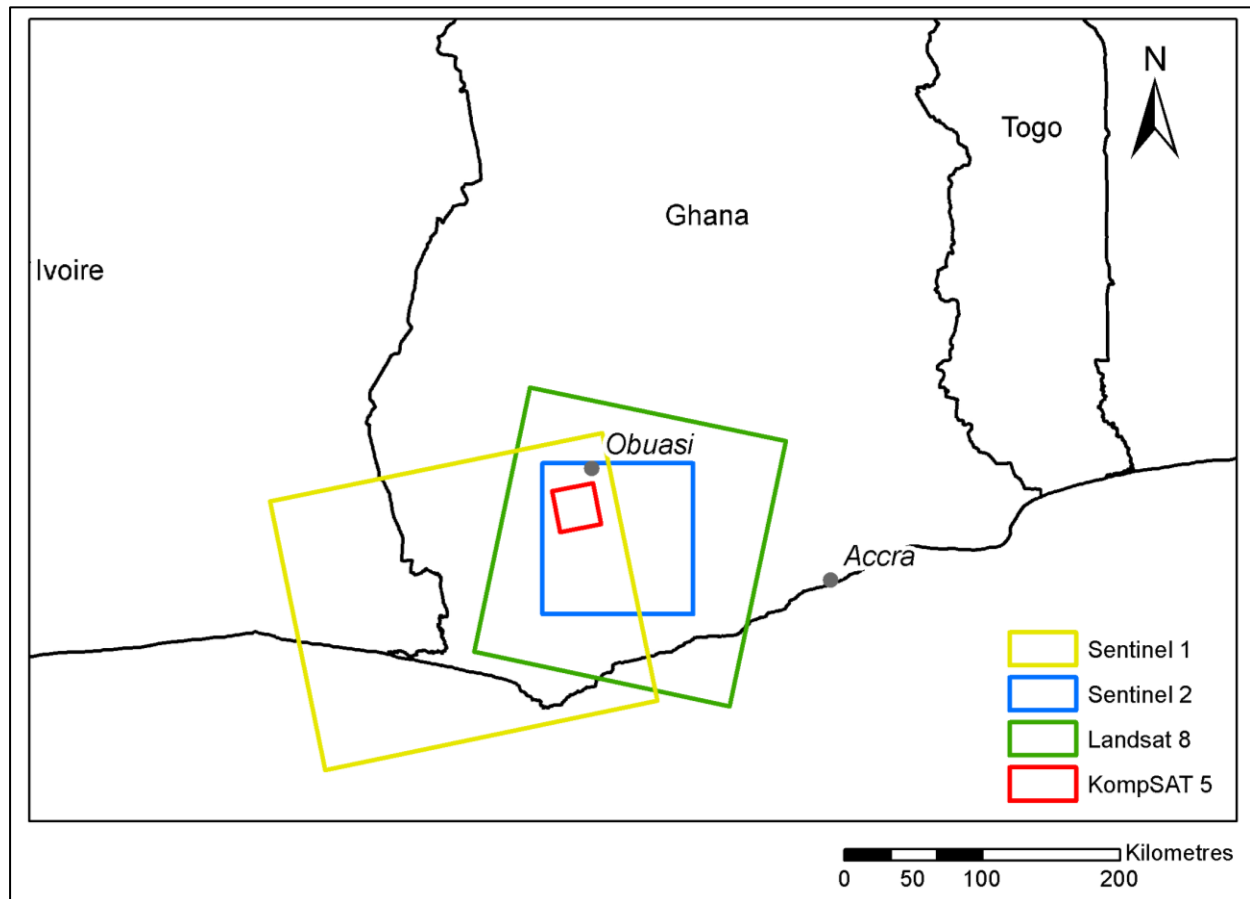 N
Togo
Ghana
Ivoire
Obuasi
Accra
Sentinel 1
Sentinel 2
Landsat 8
KompSAT 5
Kilometres
0 50 100 200